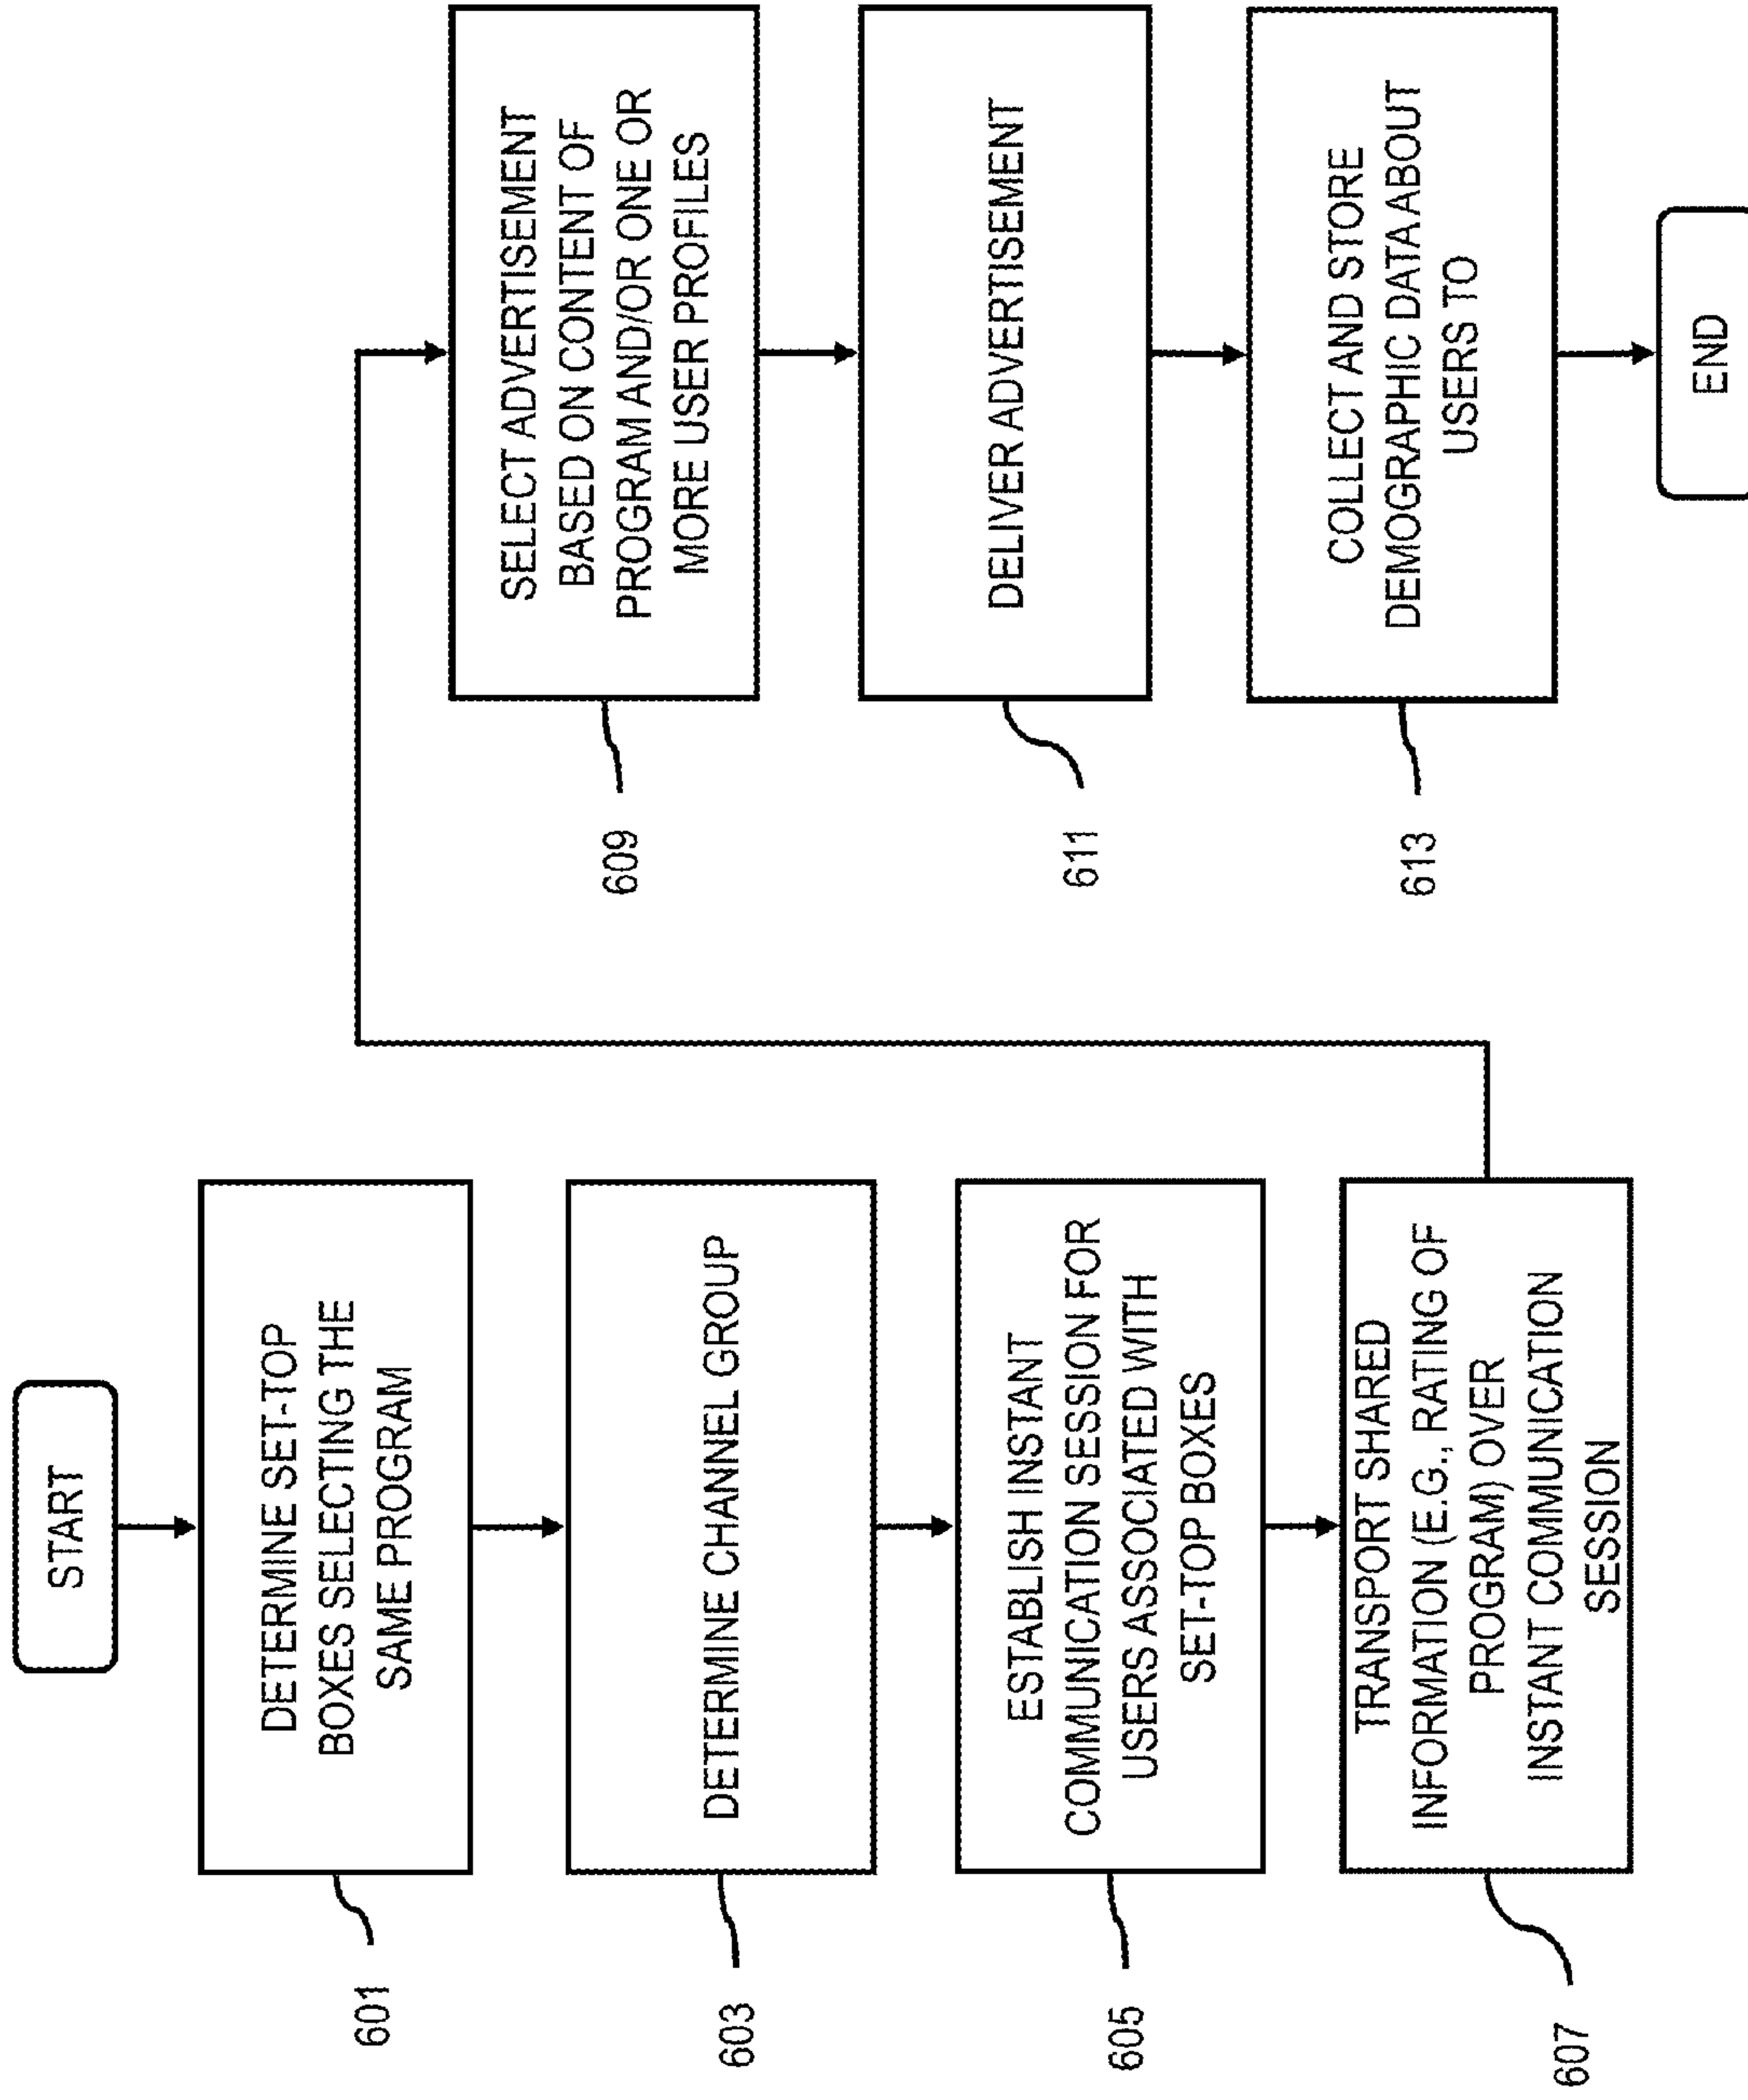 START
DETERMINE SET-TOP
BOXES SELECTING THE
SAME PROGRAM
601
DETERMINE CHANNEL GROUP
603
ESTABLISH INSTANT
COMMUNICATION SESSION FOR
USERS ASSOCIATED WITH
SET-TOP BOXES
605
TRANSPORT SHARED
INFORMATION (E.G., RATING OF
PROGRAM) OVER
INSTANT COMMUNICATION
SESSION
607
SELECT ADVERTISEMENT
BASED ON CONTENT OF
PROGRAM AND/OR ONE OR
MORE USER PROFILES
609
DELIVER ADVERTISEMENT
611
COLLECT AND STORE
DEMOGRAPHIC DATA ABOUT
USERS TO
613
END